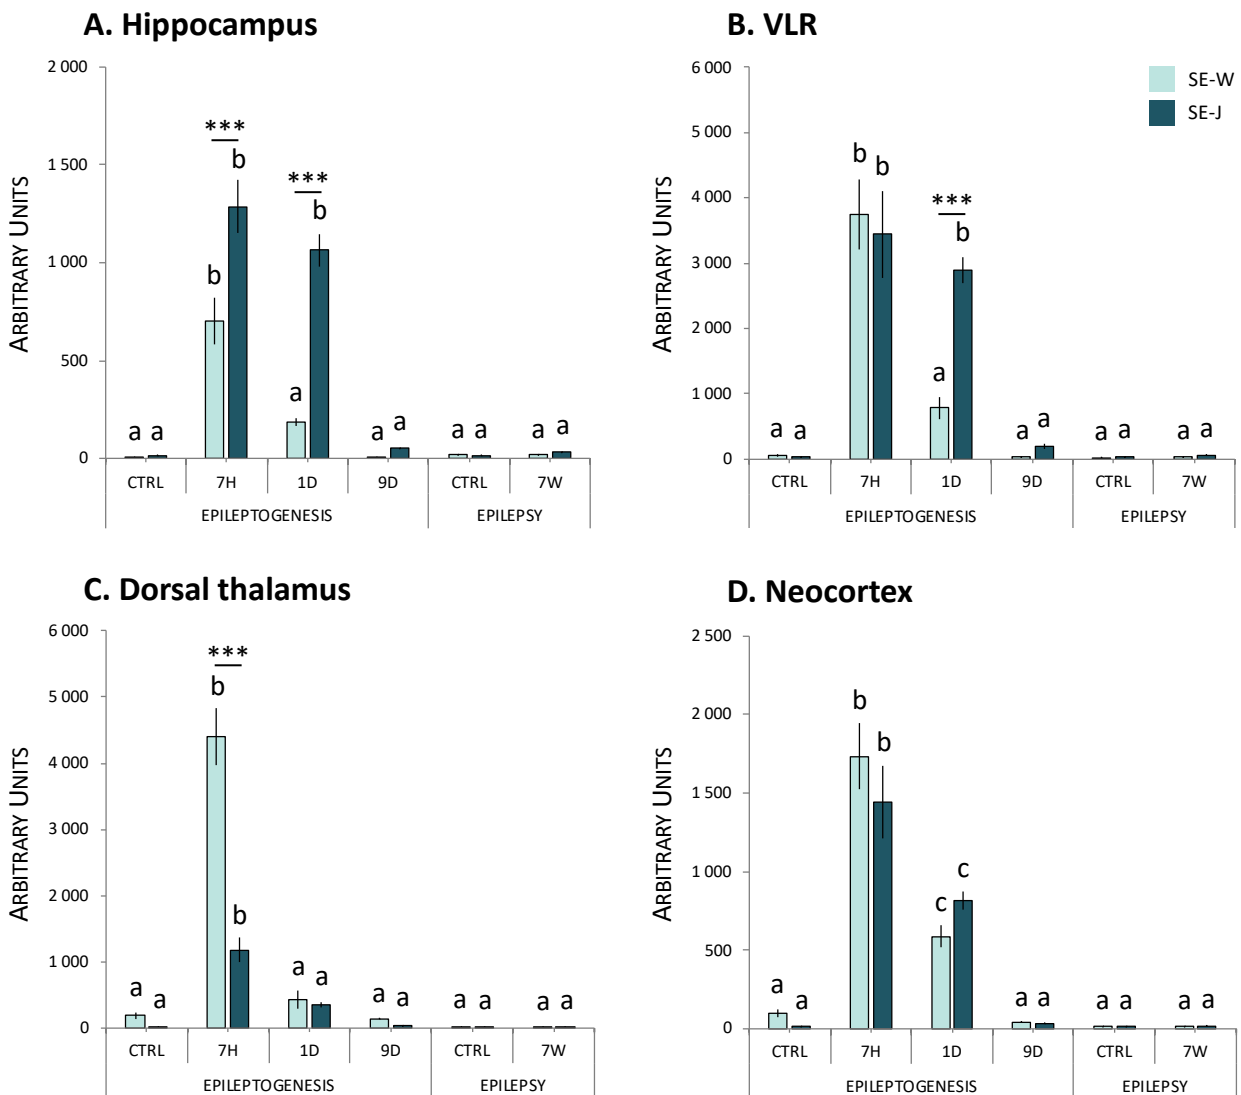 A. Hippocampus
ARBITRARY UNITS
2 000
1 500
1 000
500
0
a a
b
***
b
a
***
b
a a
a a
a a
CTRL 7H 1D 9D CTRL 7W
EPILEPTOGENESIS EPILEPSY
B. VLR
SE-W
SE-J
ARBITRARY UNITS
6 000
5 000
4 000
3 000
2 000
1 000
0
a a
b b
a
***
b
a a
a a
a a
CTRL 7H 1D 9D CTRL 7W
EPILEPTOGENESIS EPILEPSY
C. Dorsal thalamus
ARBITRARY UNITS
6 000
5 000
4 000
3 000
2 000
1 000
0
a a
***
b
b
a a
a a
a a
a a
CTRL 7H 1D 9D CTRL 7W
EPILEPTOGENESIS EPILEPSY
D. Neocortex
ARBITRARY UNITS
2 500
2 000
1 500
1 000
500
0
a a
b b
c c
a a
a a
a a
CTRL 7H 1D 9D CTRL 7W
EPILEPTOGENESIS EPILEPSY